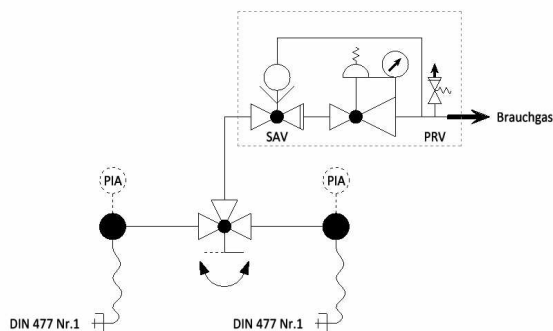 Brauchgas
SAV
PRV
PIA
PIA
DIN 477 Nr.1
DIN 477 Nr.1